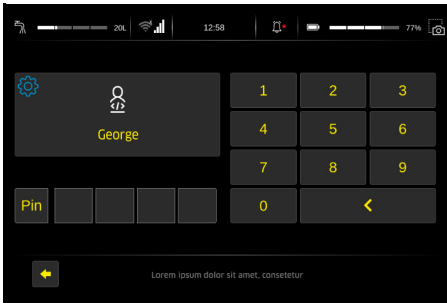 20L 12:58 77%
</>
George
1 2 3
4 5 6
7 8 9
Pin 0
Lorem ipsum dolor sit amet, consetetur